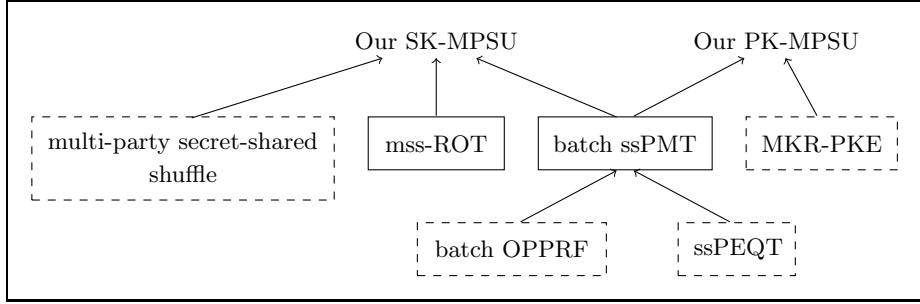 Our SK-MPSU
Our PK-MPSU
multi-party secret-shared
shuffle
mss-ROT
batch ssPMT
MKR-PKE
batch OPPRF
ssPEQT